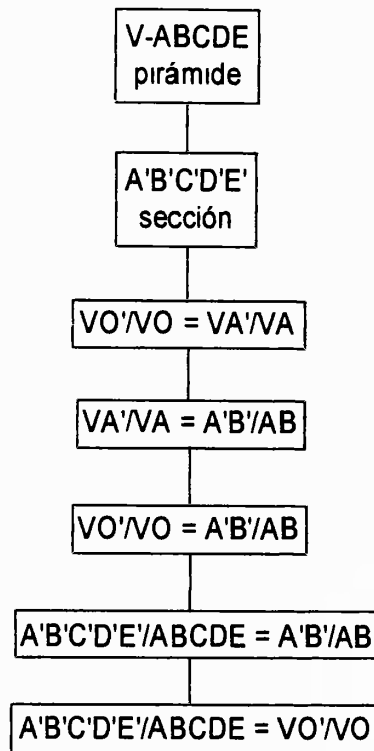 V-ABCDE
pirámide
A'B'C'D'E'
sección
VO'/VO = VA'/VA
VA'/VA = A'B'/AB
VO'/VO = A'B'/AB
A'B'C'D'E'/ABCDE = A'B'/AB
A'B'C'D'E'/ABCDE = VO'/VO